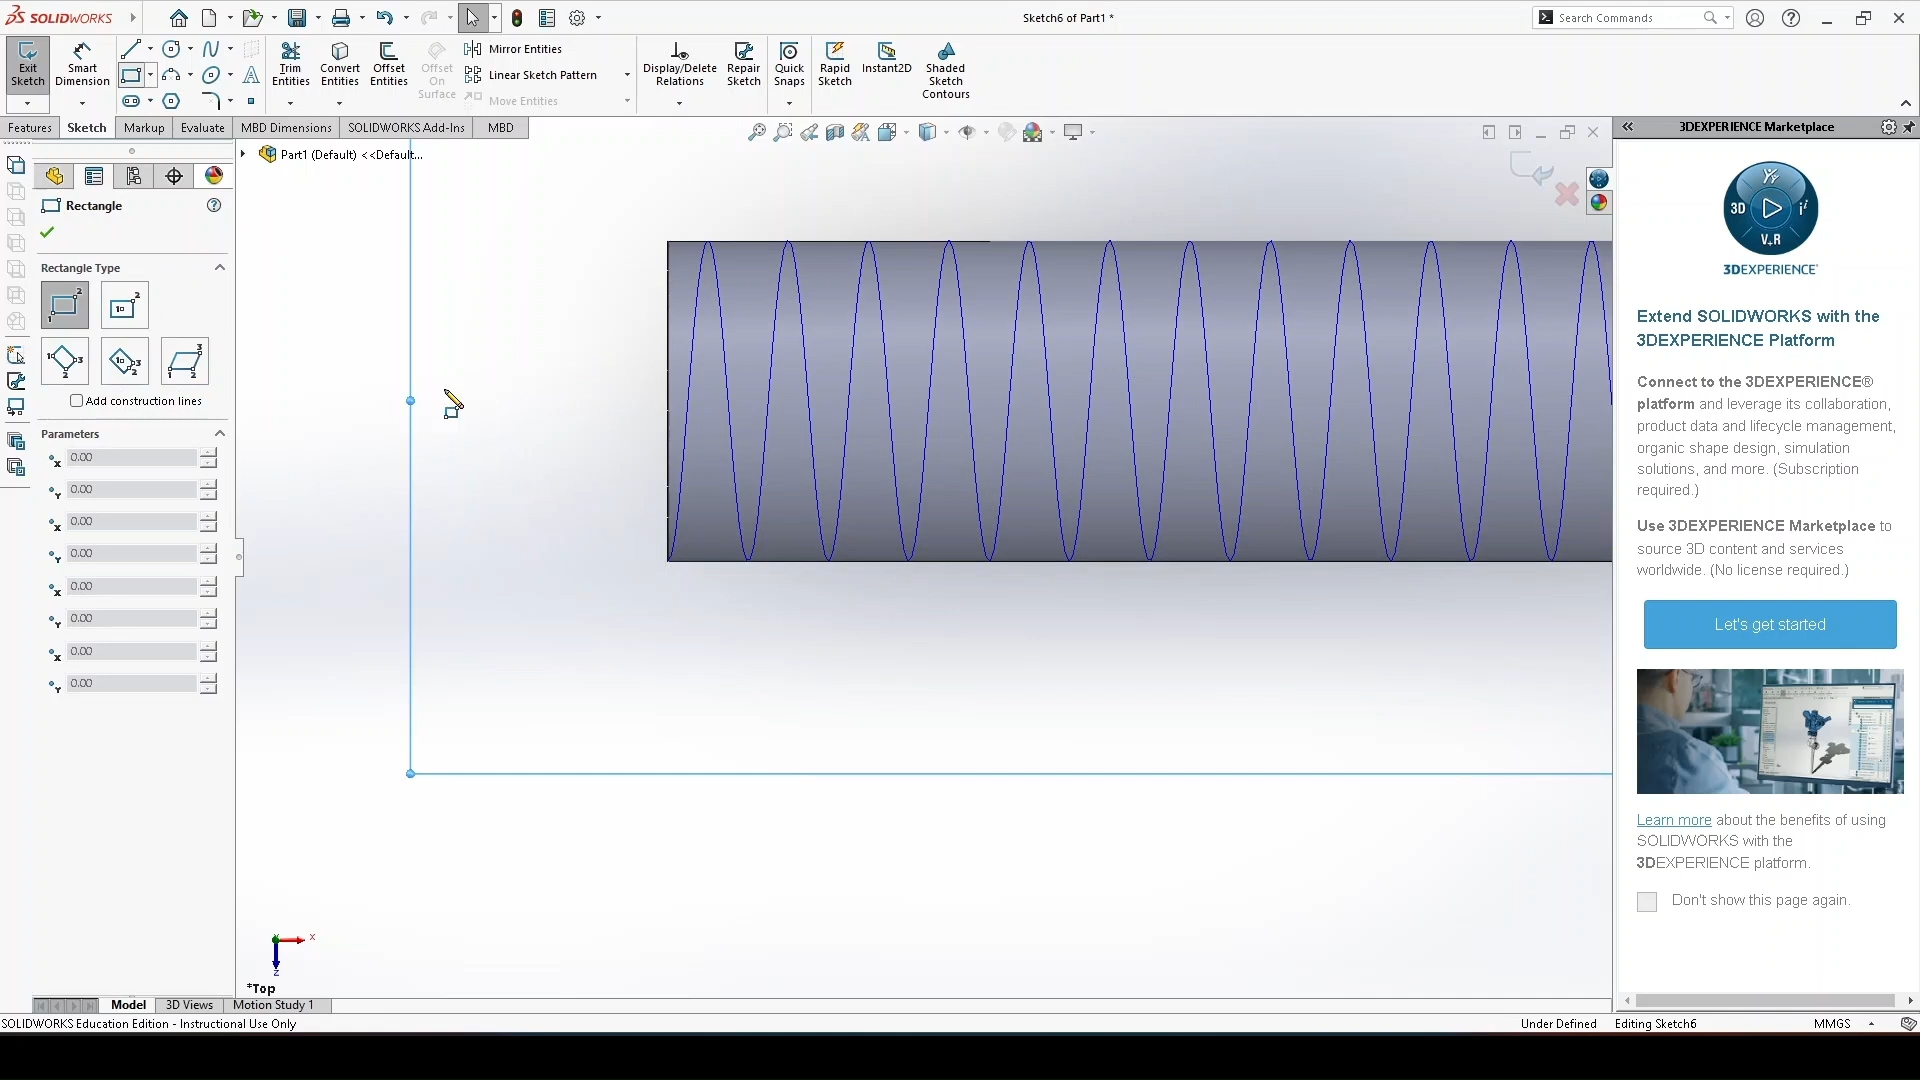 SOLIDWORKS
Sketch6 of Part1 *
Search Commands
Exit Sketch
Smart Dimension
Trim Entities
Convert Entities
Offset Entities
Offset On Surface
Mirror Entities
Linear Sketch Pattern
Move Entities
Display/Delete Relations
Repair Sketch
Quick Snaps
Rapid Sketch
Instant2D
Shaded Sketch Contours
Features
Sketch
Markup
Evaluate
MBD Dimensions
SOLIDWORKS Add-Ins
MBD
Part1 (Default) <<Default...
Rectangle
Rectangle Type
Add construction lines
Parameters
0.00
0.00
0.00
0.00
0.00
0.00
0.00
0.00
*Top
Model
3D Views
Motion Study 1
SOLIDWORKS Education Edition - Instructional Use Only
Under Defined
Editing Sketch6
MMGS
3DEXPERIENCE Marketplace
3D
V+R
3DEXPERIENCE
Extend SOLIDWORKS with the
3DEXPERIENCE Platform
Connect to the 3DEXPERIENCE®
platform and leverage its collaboration,
product data and lifecycle management,
organic shape design, simulation
solutions, and more. (Subscription
required.)
Use 3DEXPERIENCE Marketplace to
source 3D content and services
worldwide. (No license required.)
Let's get started
Learn more about the benefits of using
SOLIDWORKS with the
3DEXPERIENCE platform.
Don't show this page again.